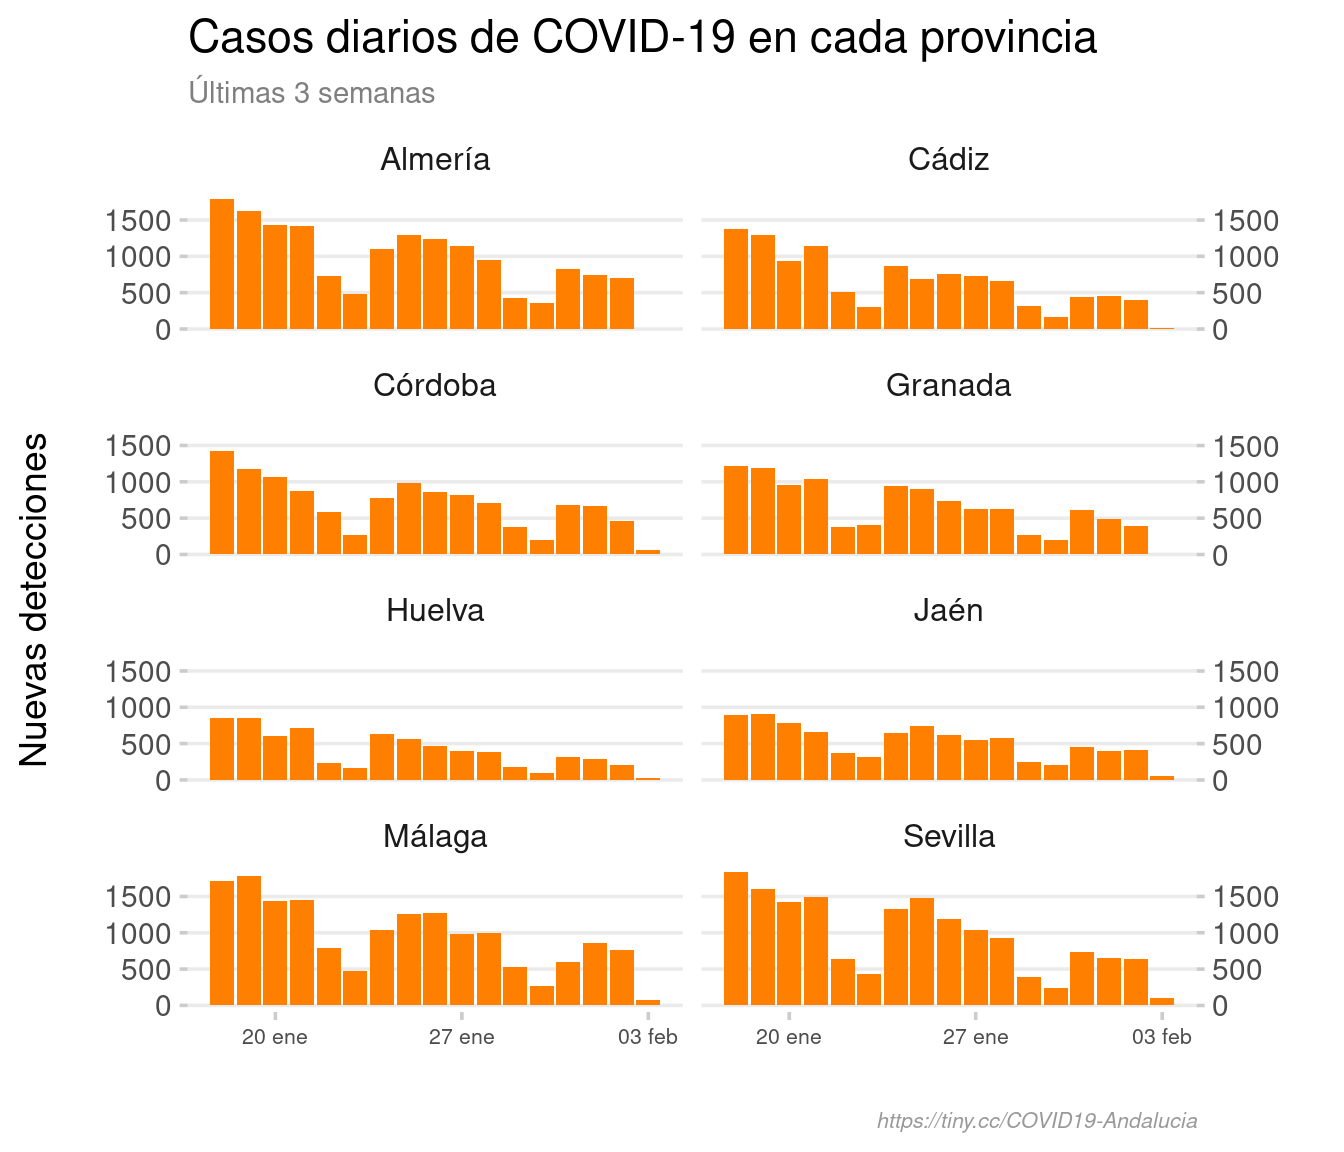 Casos diarios de COVID-19 en cada provincia
Últimas 3 semanas
Almería
Cádiz
1500
1000
500
0
1500
1000
500
0
Córdoba
Granada
1500
1000
500
0
1500
1000
500
0
Nuevas detecciones
Huelva
Jaén
1500
1000
500
0
1500
1000
500
0
Málaga
Sevilla
1500
1000
500
0
1500
1000
500
0
20 ene
27 ene
03 feb
20 ene
27 ene
03 feb
https://tiny.cc/COVID19-Andalucia